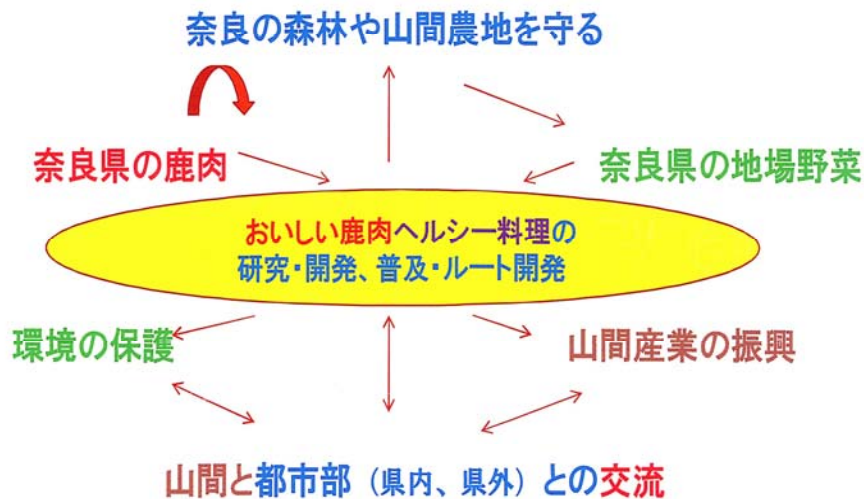 奈良の森林や山間農地を守る
奈良県の鹿肉
奈良県の地場野菜
おいしい鹿肉ヘルシー料理の
研究・開発、普及・ルート開発
環境の保護
山間産業の振興
山間と都市部（県内、県外）との交流